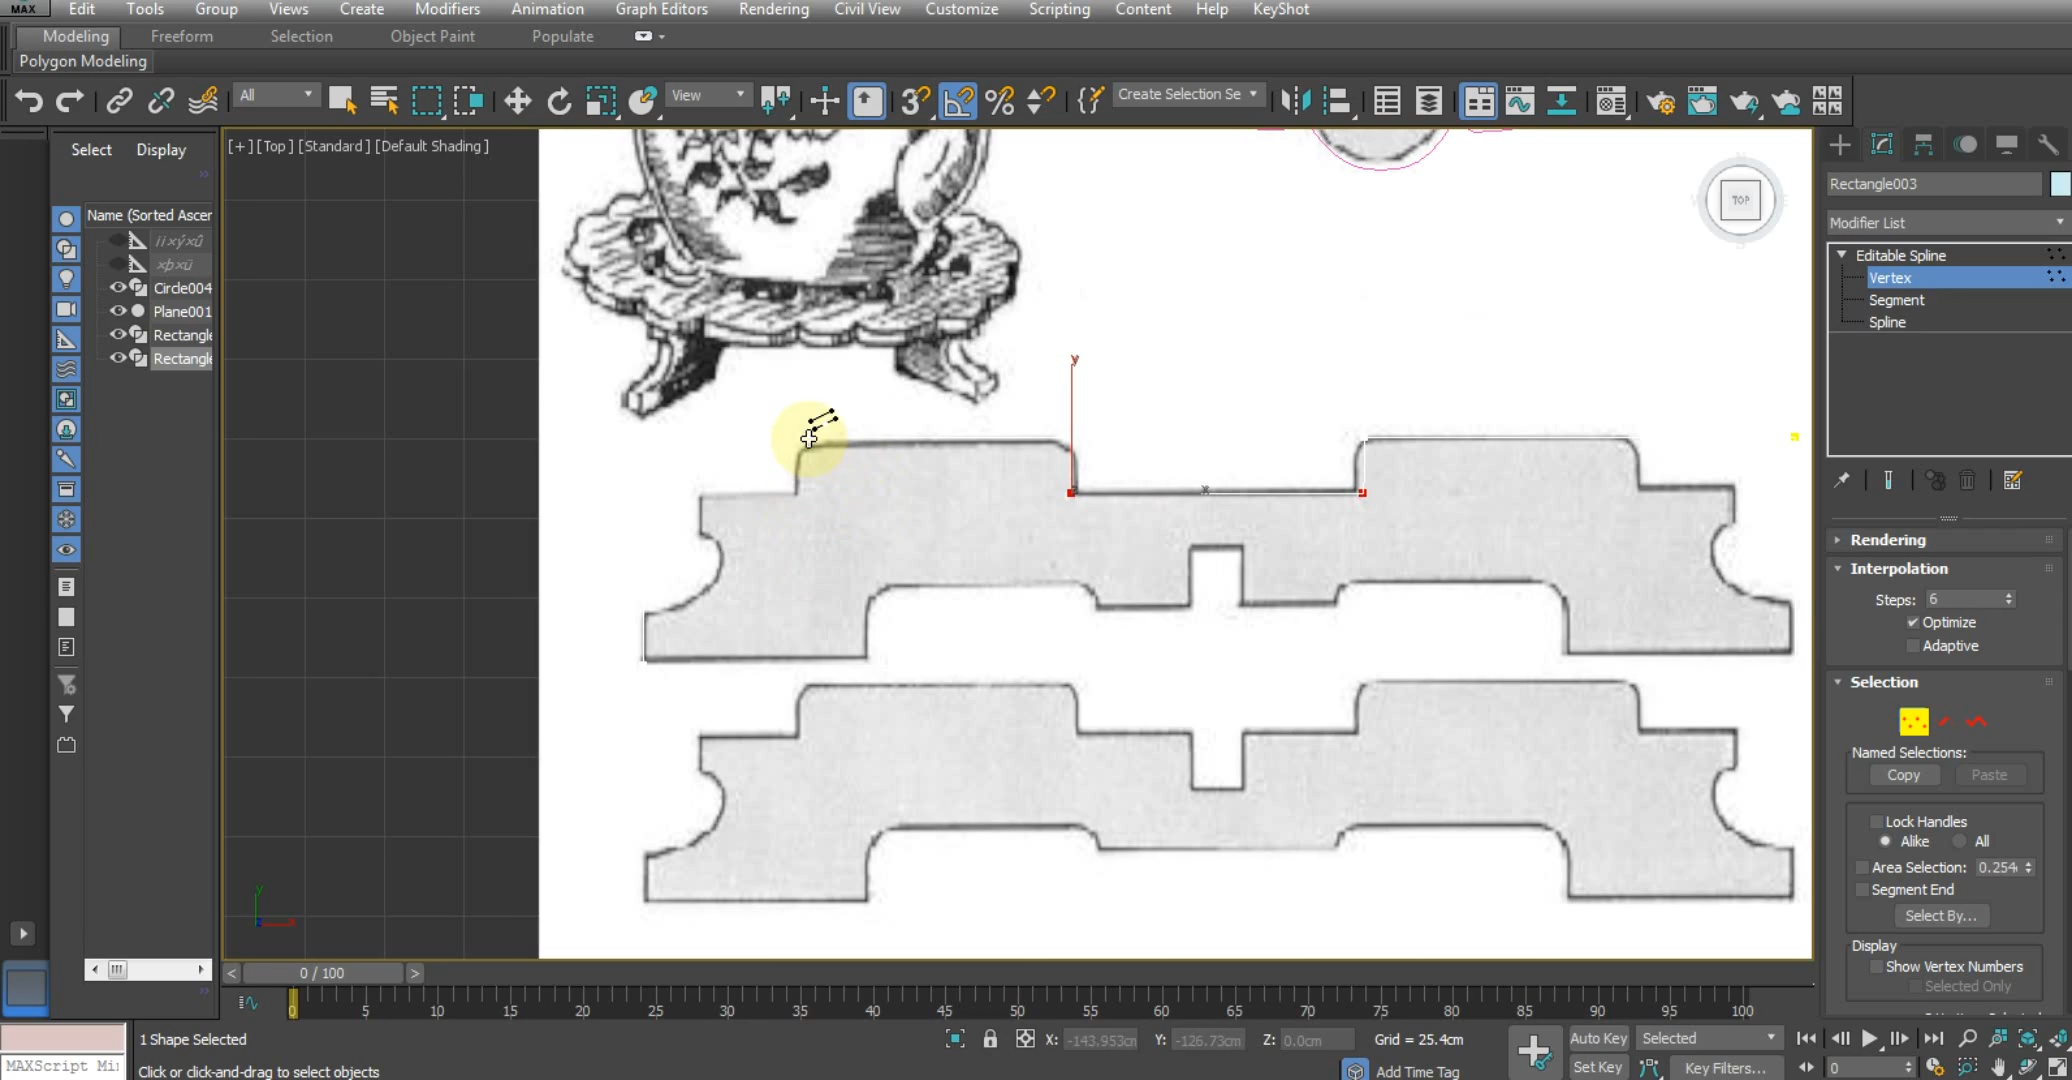 MAX Edit Tools Group Views Create Modifiers Animation Graph Editors Rendering Civil View Customize Scripting Content Help KeyShot
Modeling Freeform Selection Object Paint Populate
Polygon Modeling
All View Create Selection Se
Select Display
[+] [Top] [Standard] [Default Shading]
Name (Sorted Ascer
Circle004
Plane001
Rectangle
Rectangle
TOP
y
x
y
x
Rectangle003
Modifier List
Editable Spline
Vertex
Segment
Spline
Rendering
Interpolation
Steps: 6
Optimize
Adaptive
Selection
Named Selections:
Copy Paste
Lock Handles
Alike All
Area Selection: 0.254
Segment End
Select By...
Display
Show Vertex Numbers
Selected Only
< 0 / 100 >
0 5 10 15 20 25 30 35 40 45 50 55 60 65 70 75 80 85 90 95 100
1 Shape Selected X: -143.953cm Y: -126.73cm Z: 0.0cm Grid = 25.4cm Auto Key Selected
MAXScript Mi Click or click-and-drag to select objects Add Time Tag Set Key Key Filters... 0